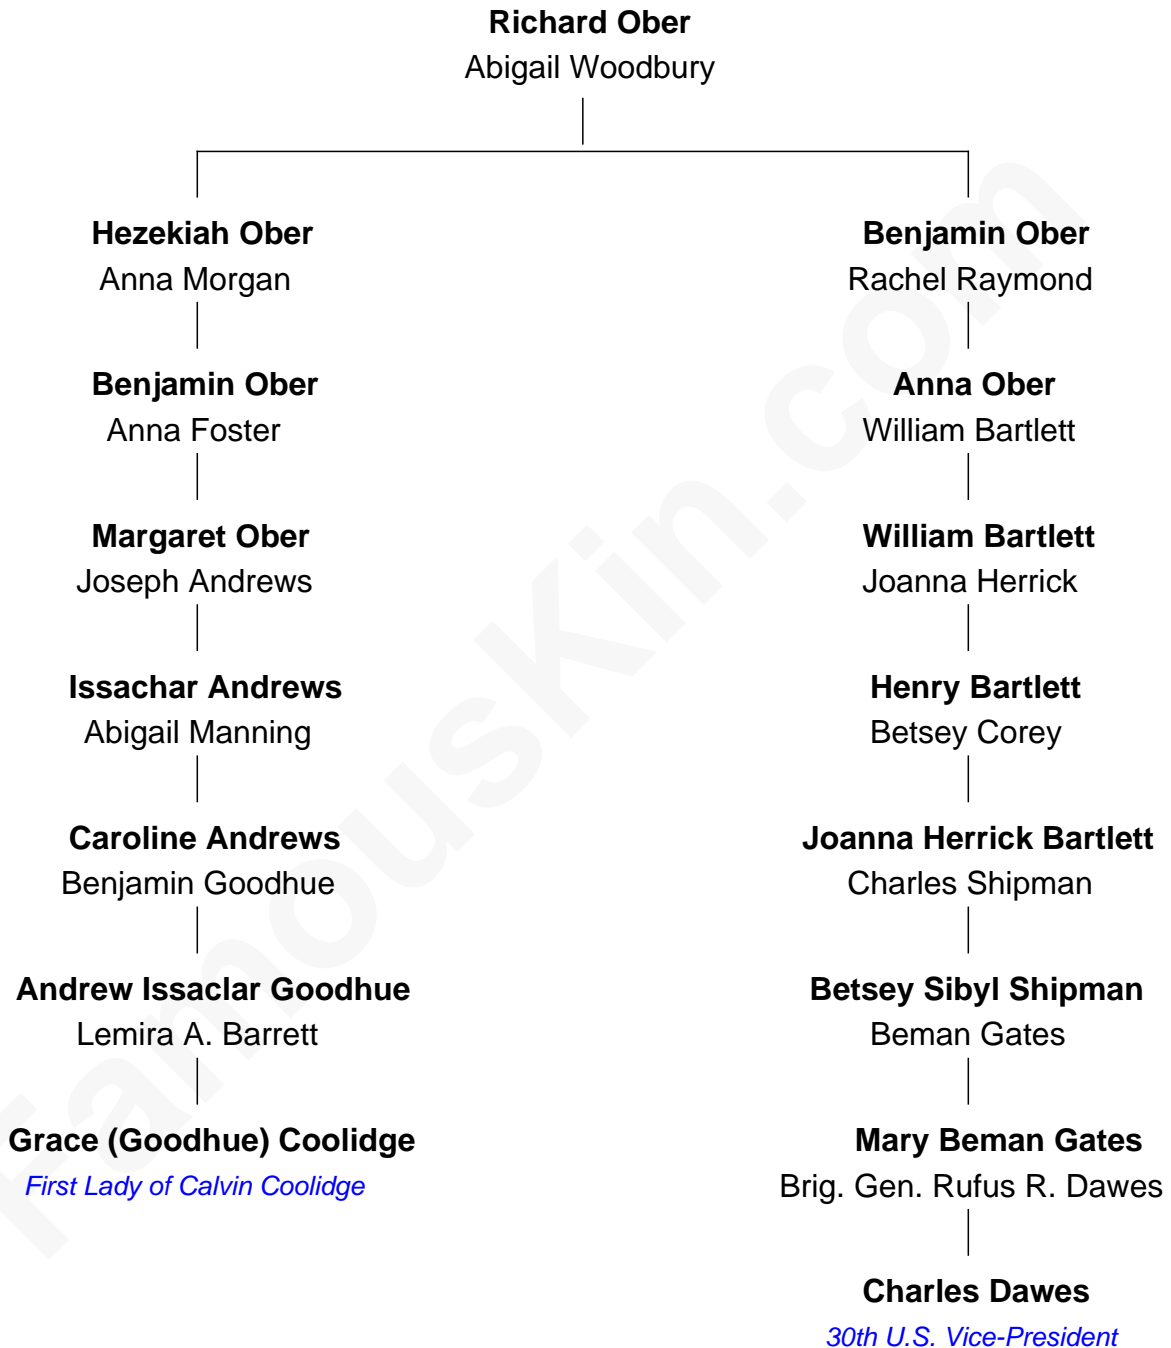 Richard Ober
Abigail Woodbury
Hezekiah Ober
Anna Morgan
Benjamin Ober
Anna Foster
Margaret Ober
Joseph Andrews
Issachar Andrews
Abigail Manning
Caroline Andrews
Benjamin Goodhue
Andrew Issaclar Goodhue
Lemira A. Barrett
Grace (Goodhue) Coolidge
First Lady of Calvin Coolidge
Benjamin Ober
Rachel Raymond
Anna Ober
William Bartlett
William Bartlett
Joanna Herrick
Henry Bartlett
Betsey Corey
Joanna Herrick Bartlett
Charles Shipman
Betsey Sibyl Shipman
Beman Gates
Mary Beman Gates
Brig. Gen. Rufus R. Dawes
Charles Dawes
30th U.S. Vice-President
FamousKin.com